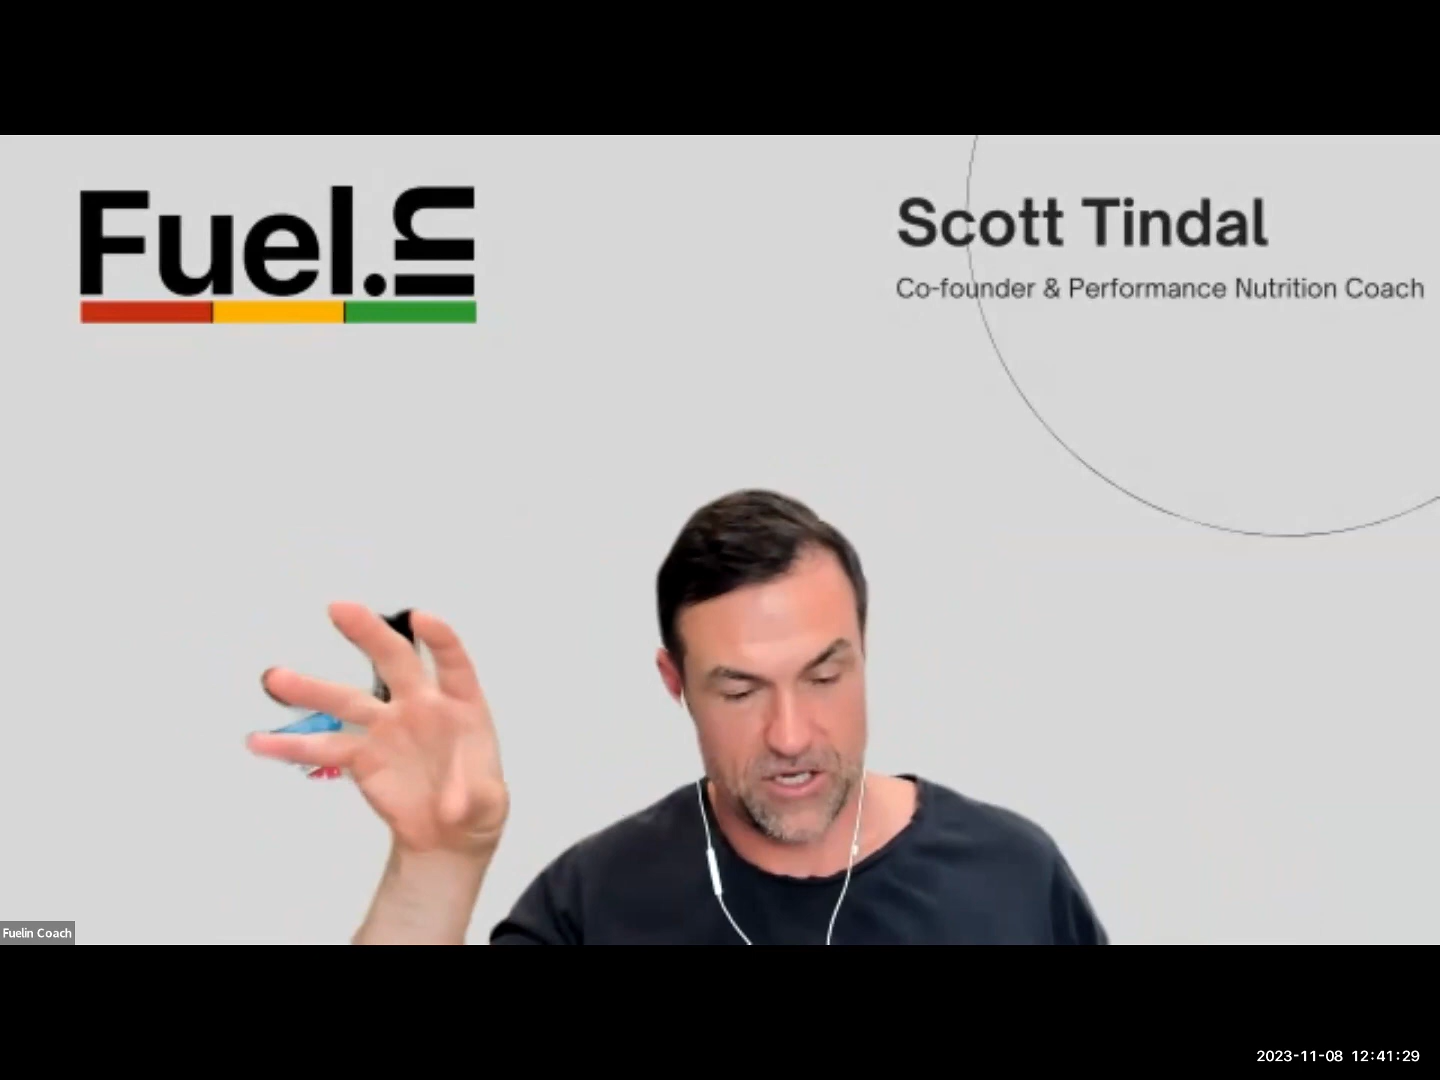 Fuel.in
Scott Tindal
Co-founder & Performance Nutrition Coach
Fuelin Coach
2023-11-08 12:41:29